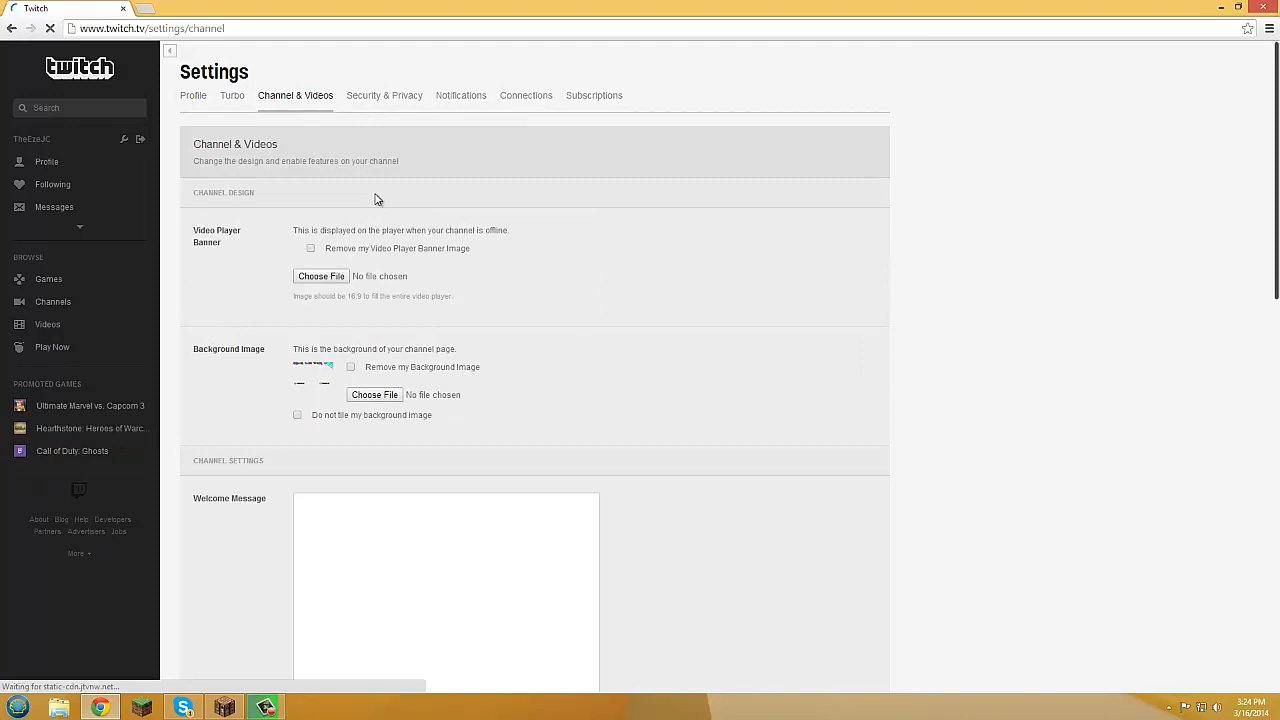 Twitch
www.twitch.tv/settings/channel
twitch
Search
TheEzeJC
Profile
Following
Messages
BROWSE
Games
Channels
Videos
Play Now
PROMOTED GAMES
Ultimate Marvel vs. Capcom 3
Hearthstone: Heroes of Warc...
Call of Duty: Ghosts
About Blog Help Developers
Partners Advertisers Jobs
More
Settings
Profile Turbo Channel & Videos Security & Privacy Notifications Connections Subscriptions
Channel & Videos
Change the design and enable features on your channel
CHANNEL DESIGN
Video Player
Banner
This is displayed on the player when your channel is offline.
Remove my Video Player Banner Image
Choose File No file chosen
Image should be 16:9 to fill the entire video player.
Background Image
This is the background of your channel page.
Remove my Background Image
Choose File No file chosen
Do not tile my background image
CHANNEL SETTINGS
Welcome Message
Waiting for static-cdn.jtvnw.net...
3:24 PM
3/16/2014